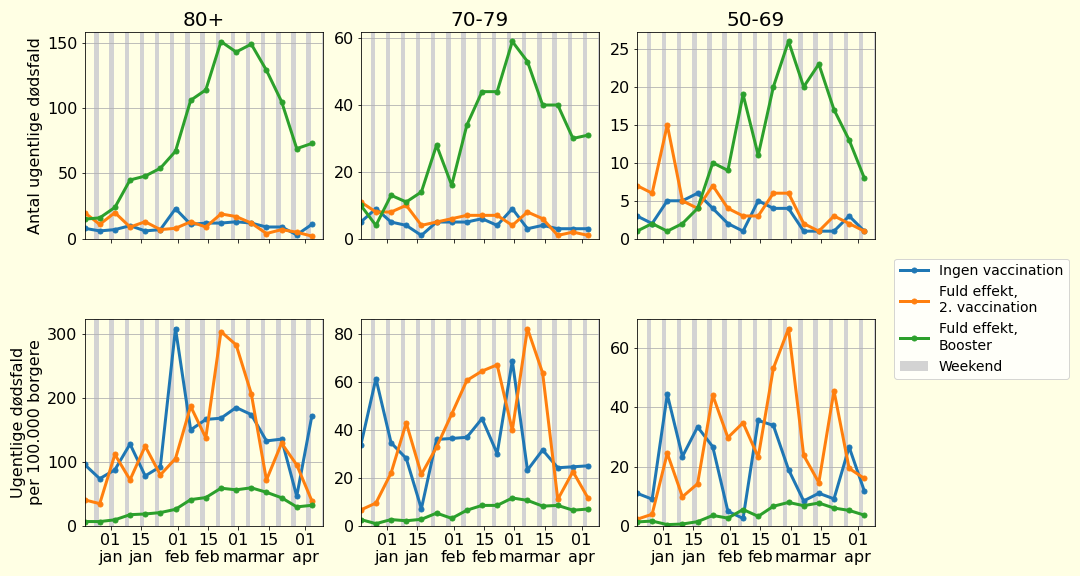 80+
70-79
50-69
Antal ugentlige dødsfald
150
100
50
0
60
40
20
0
25
20
15
10
5
0
Ingen vaccination
Fuld effekt,
2. vaccination
Fuld effekt,
Booster
Weekend
Ugentlige dødsfald
per 100.000 borgere
300
200
100
0
80
60
40
20
0
60
40
20
0
01 15 01 15 01 15 01
jan jan feb feb mar mar apr
01 15 01 15 01 15 01
jan jan feb feb mar mar apr
01 15 01 15 01 15 01
jan jan feb feb mar mar apr